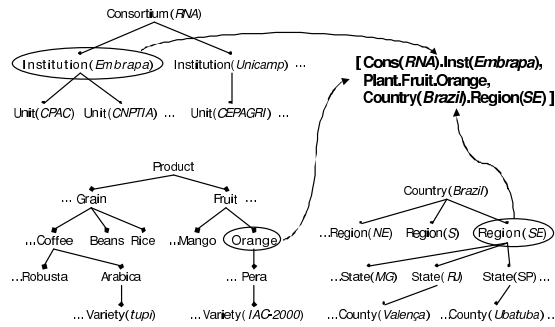 Consortium(RNA)
Institution(Embrapa) Institution(Unicamp) ...
Unit(CPAC) Unit(CNPTIA) ... Unit(CEPAGRI) ...
[ Cons(RNA).Inst(Embrapa),
Plant.Fruit.Orange,
Country(Brazil).Region(SE) ]
Product
... Grain Fruit ...
...Coffee Beans Rice ...Mango Orange
...Robusta Arabica ... Pera
...Variety(tupi) ...Variety(IAC-2000)
Country(Brazil)
...Region(NE) Region(S) Region(SE)
...State(MG) State(RJ) State(SP) ...
...County(Valença) ...County(Ubatuba) ...